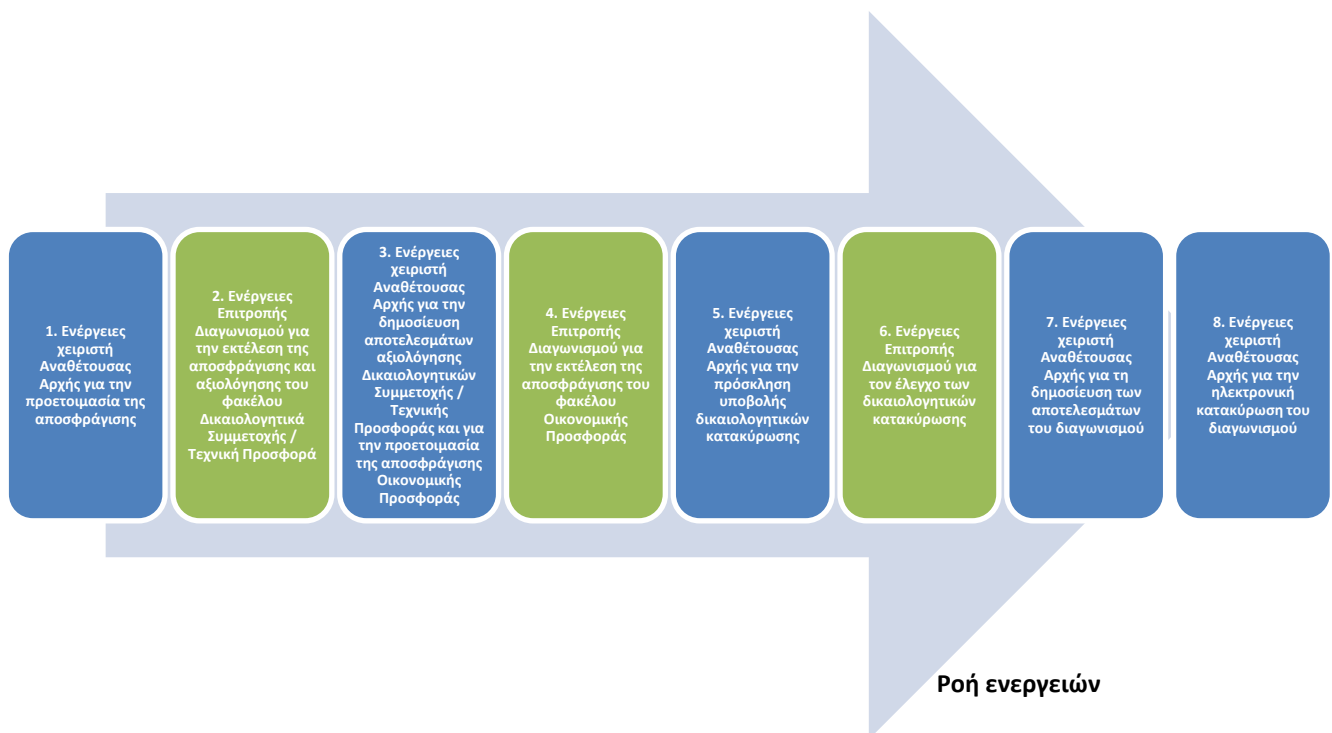 1. Ενέργειες
χειριστή
Αναθέτουσας
Αρχής για την
προετοιμασία της
αποσφράγισης
2. Ενέργειες
Επιτροπής
Διαγωνισμού για
την εκτέλεση της
αποσφράγισης και
αξιολόγησης του
φακέλου
Δικαιολογητικά
Συμμετοχής /
Τεχνική Προσφορά
3. Ενέργειες
χειριστή
Αναθέτουσας
Αρχής για την
δημοσίευση
αποτελεσμάτων
αξιολόγησης
Δικαιολογητικών
Συμμετοχής /
Τεχνικής
Προσφοράς και για
την προετοιμασία
της αποσφράγισης
Οικονομικής
Προσφοράς
4. Ενέργειες
Επιτροπής
Διαγωνισμού για
την εκτέλεση της
αποσφράγισης του
φακέλου
Οικονομικής
Προσφοράς
5. Ενέργειες
χειριστή
Αναθέτουσας
Αρχής για την
πρόσκληση
υποβολής
δικαιολογητικών
κατακύρωσης
6. Ενέργειες
Επιτροπής
Διαγωνισμού για
τον έλεγχο των
δικαιολογητικών
κατακύρωσης
7. Ενέργειες
χειριστή
Αναθέτουσας
Αρχής για τη
δημοσίευση των
αποτελεσμάτων
του διαγωνισμού
8. Ενέργειες
χειριστή
Αναθέτουσας
Αρχής για την
ηλεκτρονική
κατακύρωση του
διαγωνισμού
Ροή ενεργειών